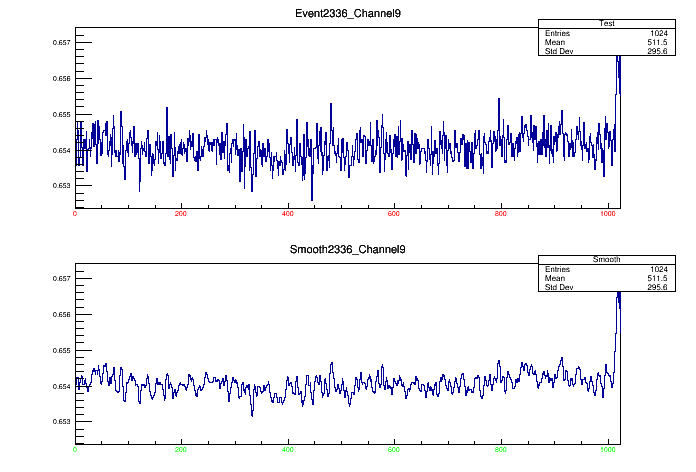 Event2336_Channel9
Test
Entries 1024
Mean 511.5
Std Dev 295.6
0.657
0.656
0.655
0.654
0.653
0 200 400 600 800 1000
Smooth2336_Channel9
Smooth
Entries 1024
Mean 511.5
Std Dev 295.6
0.657
0.656
0.655
0.654
0.653
0 200 400 600 800 1000